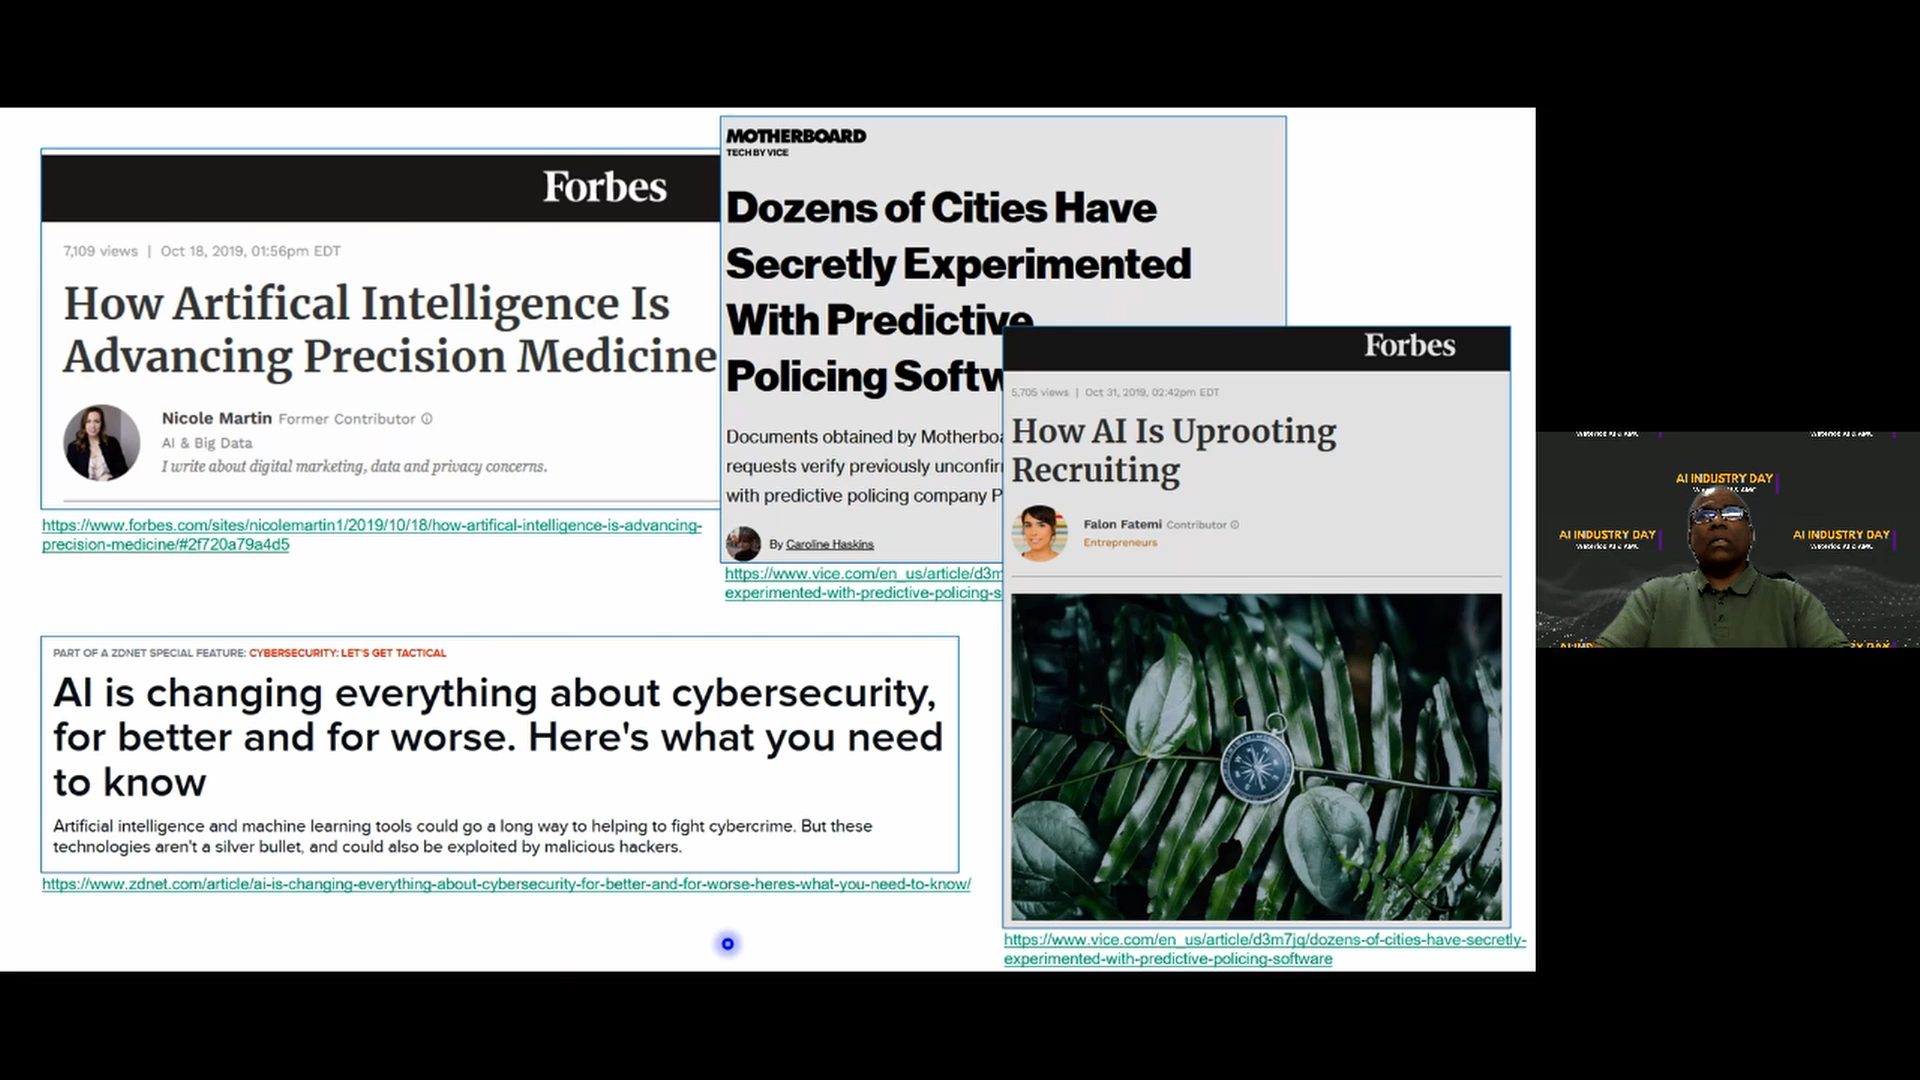 Forbes
7,109 views | Oct 18, 2019, 01:56pm EDT
How Artifical Intelligence Is
Advancing Precision Medicine
Nicole Martin Former Contributor
AI & Big Data
I write about digital marketing, data and privacy concerns.
https://www.forbes.com/sites/nicolemartin1/2019/10/18/how-artifical-intelligence-is-advancing-
precision-medicine/#2f720a79a4d5
MOTHERBOARD
TECH BY VICE
Dozens of Cities Have
Secretly Experimented
With Predictive
Policing Softw
Documents obtained by Motherboa
requests verify previously unconfir
with predictive policing company P
By Caroline Haskins
https://www.vice.com/en_us/article/d3m
experimented-with-predictive-policing-s
Forbes
5,705 views | Oct 31, 2019, 02:42pm EDT
How AI Is Uprooting
Recruiting
Falon Fatemi Contributor
Entrepreneurs
https://www.vice.com/en_us/article/d3m7jq/dozens-of-cities-have-secretly-
experimented-with-predictive-policing-software
PART OF A ZDNET SPECIAL FEATURE: CYBERSECURITY: LET'S GET TACTICAL
AI is changing everything about cybersecurity,
for better and for worse. Here's what you need
to know
Artificial intelligence and machine learning tools could go a long way to helping to fight cybercrime. But these
technologies aren't a silver bullet, and could also be exploited by malicious hackers.
https://www.zdnet.com/article/ai-is-changing-everything-about-cybersecurity-for-better-and-for-worse-heres-what-you-need-to-know/
AI INDUSTRY DAY
AI INDUSTRY DAY
Waterloo AI & AMC
AI INDUSTRY DAY
Waterloo AI & AMC